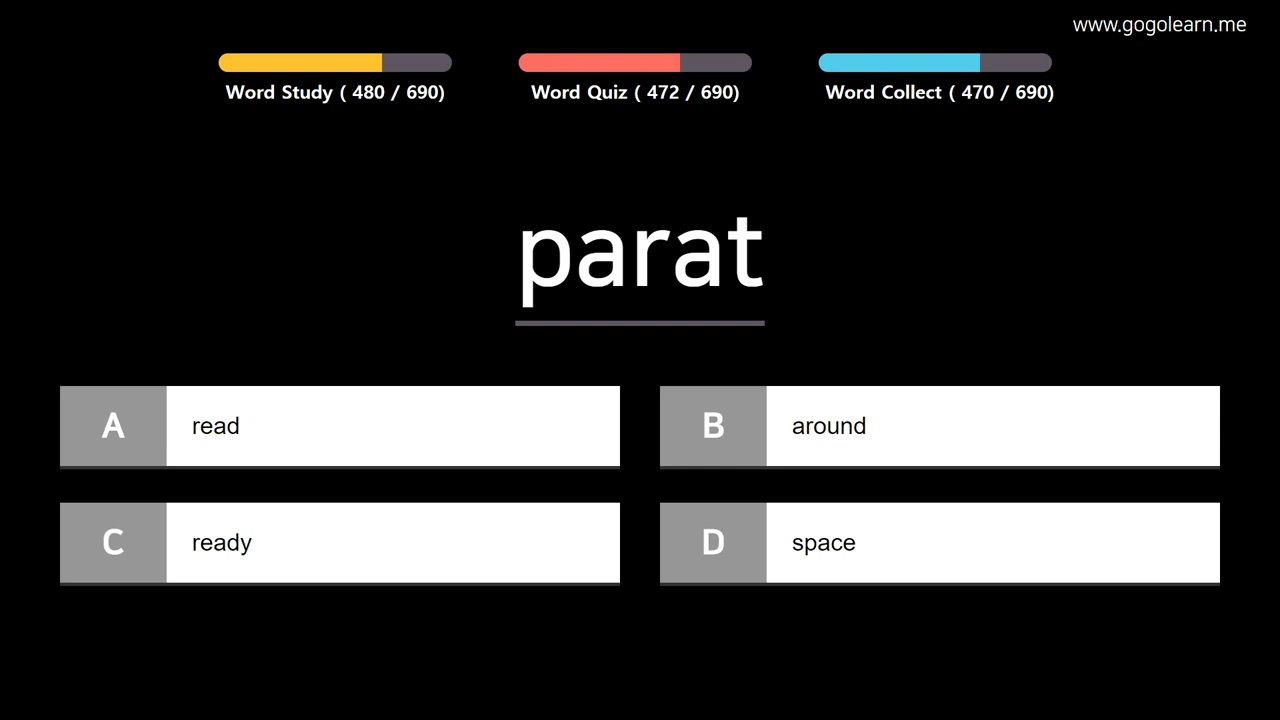 www.gogolearn.me
Word Study ( 480 / 690)
Word Quiz ( 472 / 690)
Word Collect ( 470 / 690)
parat
A read
B around
C ready
D space